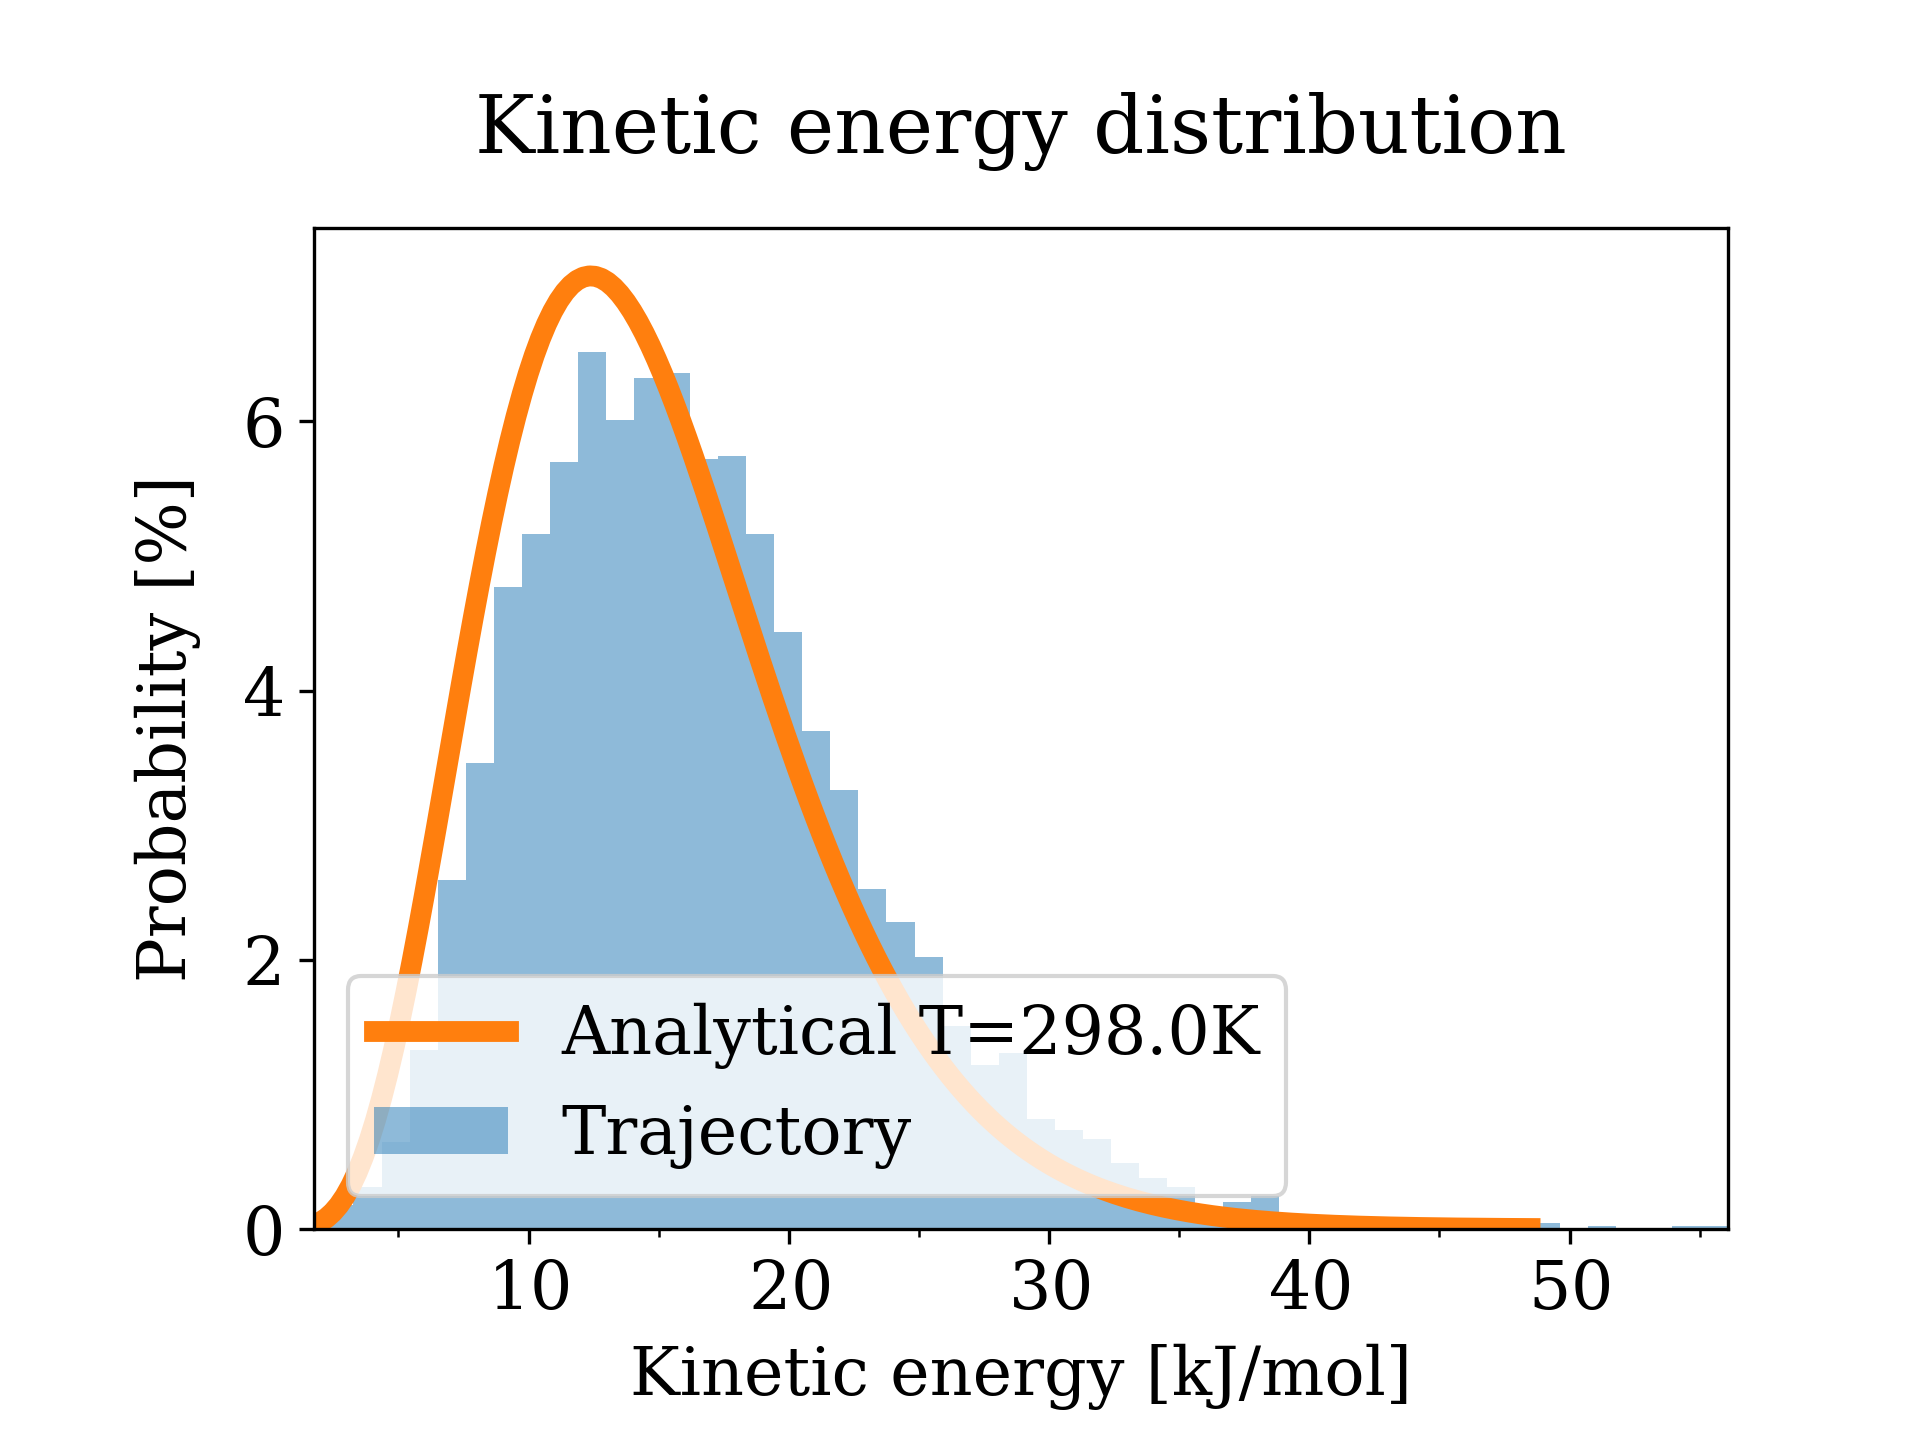 Kinetic energy distribution
Probability [%]
6
4
2
0
Analytical T=298.0K
Trajectory
10 20 30 40 50
Kinetic energy [kJ/mol]